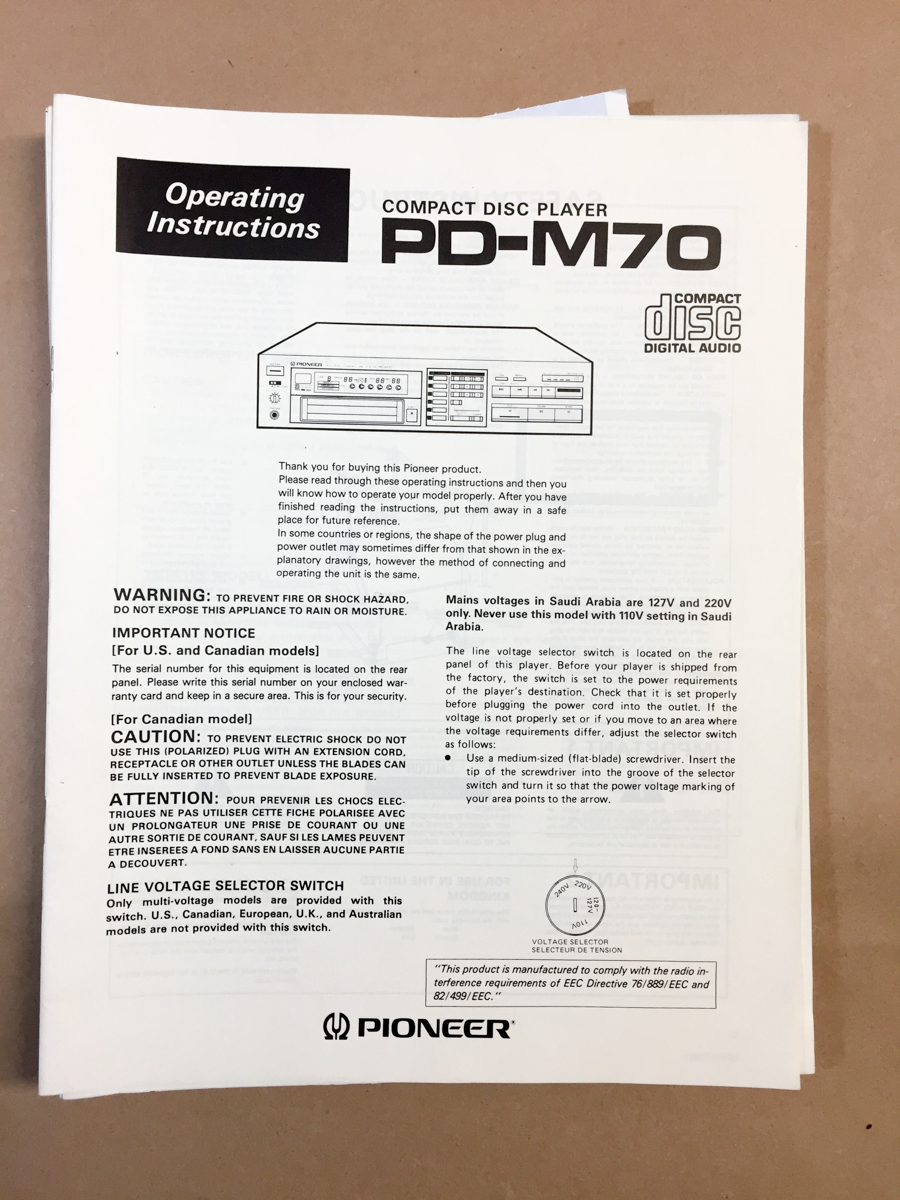 Operating
Instructions
COMPACT DISC PLAYER
PD-M70
COMPACT
disc
DIGITAL AUDIO
PIONEER
Thank you for buying this Pioneer product.
Please read through these operating instructions and then you
will know how to operate your model properly. After you have
finished reading the instructions, put them away in a safe
place for future reference.
In some countries or regions, the shape of the power plug and
power outlet may sometimes differ from that shown in the ex-
planatory drawings, however the method of connecting and
operating the unit is the same.
WARNING: TO PREVENT FIRE OR SHOCK HAZARD,
DO NOT EXPOSE THIS APPLIANCE TO RAIN OR MOISTURE.
IMPORTANT NOTICE
[For U.S. and Canadian models]
The serial number for this equipment is located on the rear
panel. Please write this serial number on your enclosed war-
ranty card and keep in a secure area. This is for your security.
[For Canadian model]
CAUTION: TO PREVENT ELECTRIC SHOCK DO NOT
USE THIS (POLARIZED) PLUG WITH AN EXTENSION CORD,
RECEPTACLE OR OTHER OUTLET UNLESS THE BLADES CAN
BE FULLY INSERTED TO PREVENT BLADE EXPOSURE.
ATTENTION: POUR PREVENIR LES CHOCS ELEC-
TRIQUES NE PAS UTILISER CETTE FICHE POLARISEE AVEC
UN PROLONGATEUR UNE PRISE DE COURANT OU UNE
AUTRE SORTIE DE COURANT, SAUF SI LES LAMES PEUVENT
ETRE INSEREES A FOND SANS EN LAISSER AUCUNE PARTIE
A DECOUVERT.
LINE VOLTAGE SELECTOR SWITCH
Only multi-voltage models are provided with this
switch. U.S., Canadian, European, U.K., and Australian
models are not provided with this switch.
Mains voltages in Saudi Arabia are 127V and 220V
only. Never use this model with 110V setting in Saudi
Arabia.
The line voltage selector switch is located on the rear
panel of this player. Before your player is shipped from
the factory, the switch is set to the power requirements
of the player's destination. Check that it is set properly
before plugging the power cord into the outlet. If the
voltage is not properly set or if you move to an area where
the voltage requirements differ, adjust the selector switch
as follows:
● Use a medium-sized (flat-blade) screwdriver. Insert the
tip of the screwdriver into the groove of the selector
switch and turn it so that the power voltage marking of
your area points to the arrow.
240V 220V
120-
127V
110V
VOLTAGE SELECTOR
SELECTEUR DE TENSION
"This product is manufactured to comply with the radio in-
terference requirements of EEC Directive 76/889/EEC and
82/499/EEC."
PIONEER